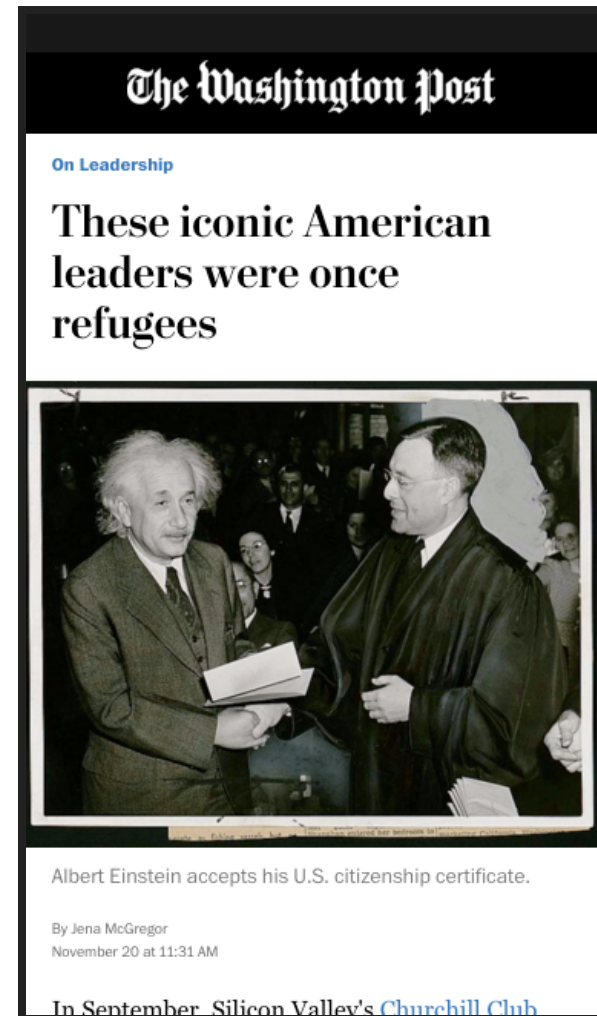 The Washington Post
On Leadership
These iconic American
leaders were once
refugees
Albert Einstein accepts his U.S. citizenship certificate.
By Jena McGregor
November 20 at 11:31 AM
In September, Silicon Valley's Churchill Club